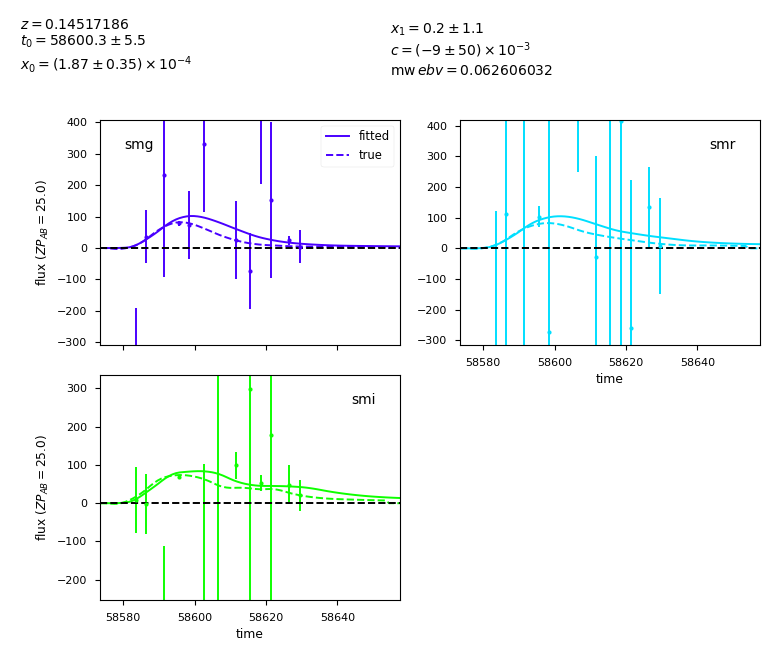 z = 0.14517186
t₀ = 58600.3 ± 5.5
x₀ = (1.87 ± 0.35) × 10⁻⁴
x₁ = 0.2 ± 1.1
c = (−9 ± 50) × 10⁻³
mw ebv = 0.062606032
smg
fitted
true
400
300
200
100
0
−100
−200
−300
flux (ZP_AB = 25.0)
smr
400
300
200
100
0
−100
−200
−300
58580 58600 58620 58640
time
smi
300
200
100
0
−100
−200
flux (ZP_AB = 25.0)
58580 58600 58620 58640
time